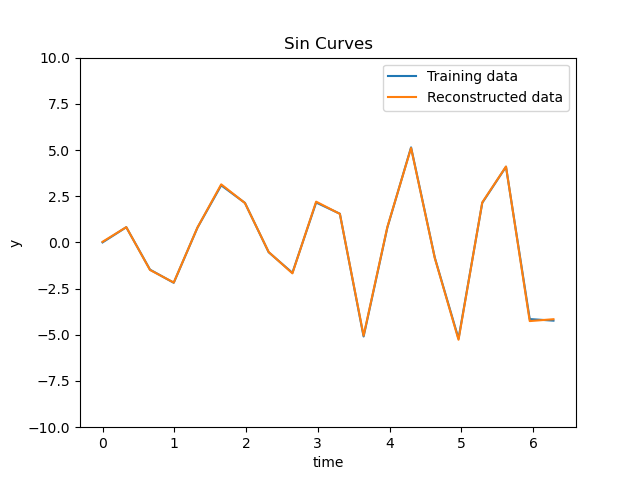 Sin Curves
Training data
Reconstructed data
10.0
7.5
5.0
2.5
0.0
−2.5
−5.0
−7.5
−10.0
y
0 1 2 3 4 5 6
time